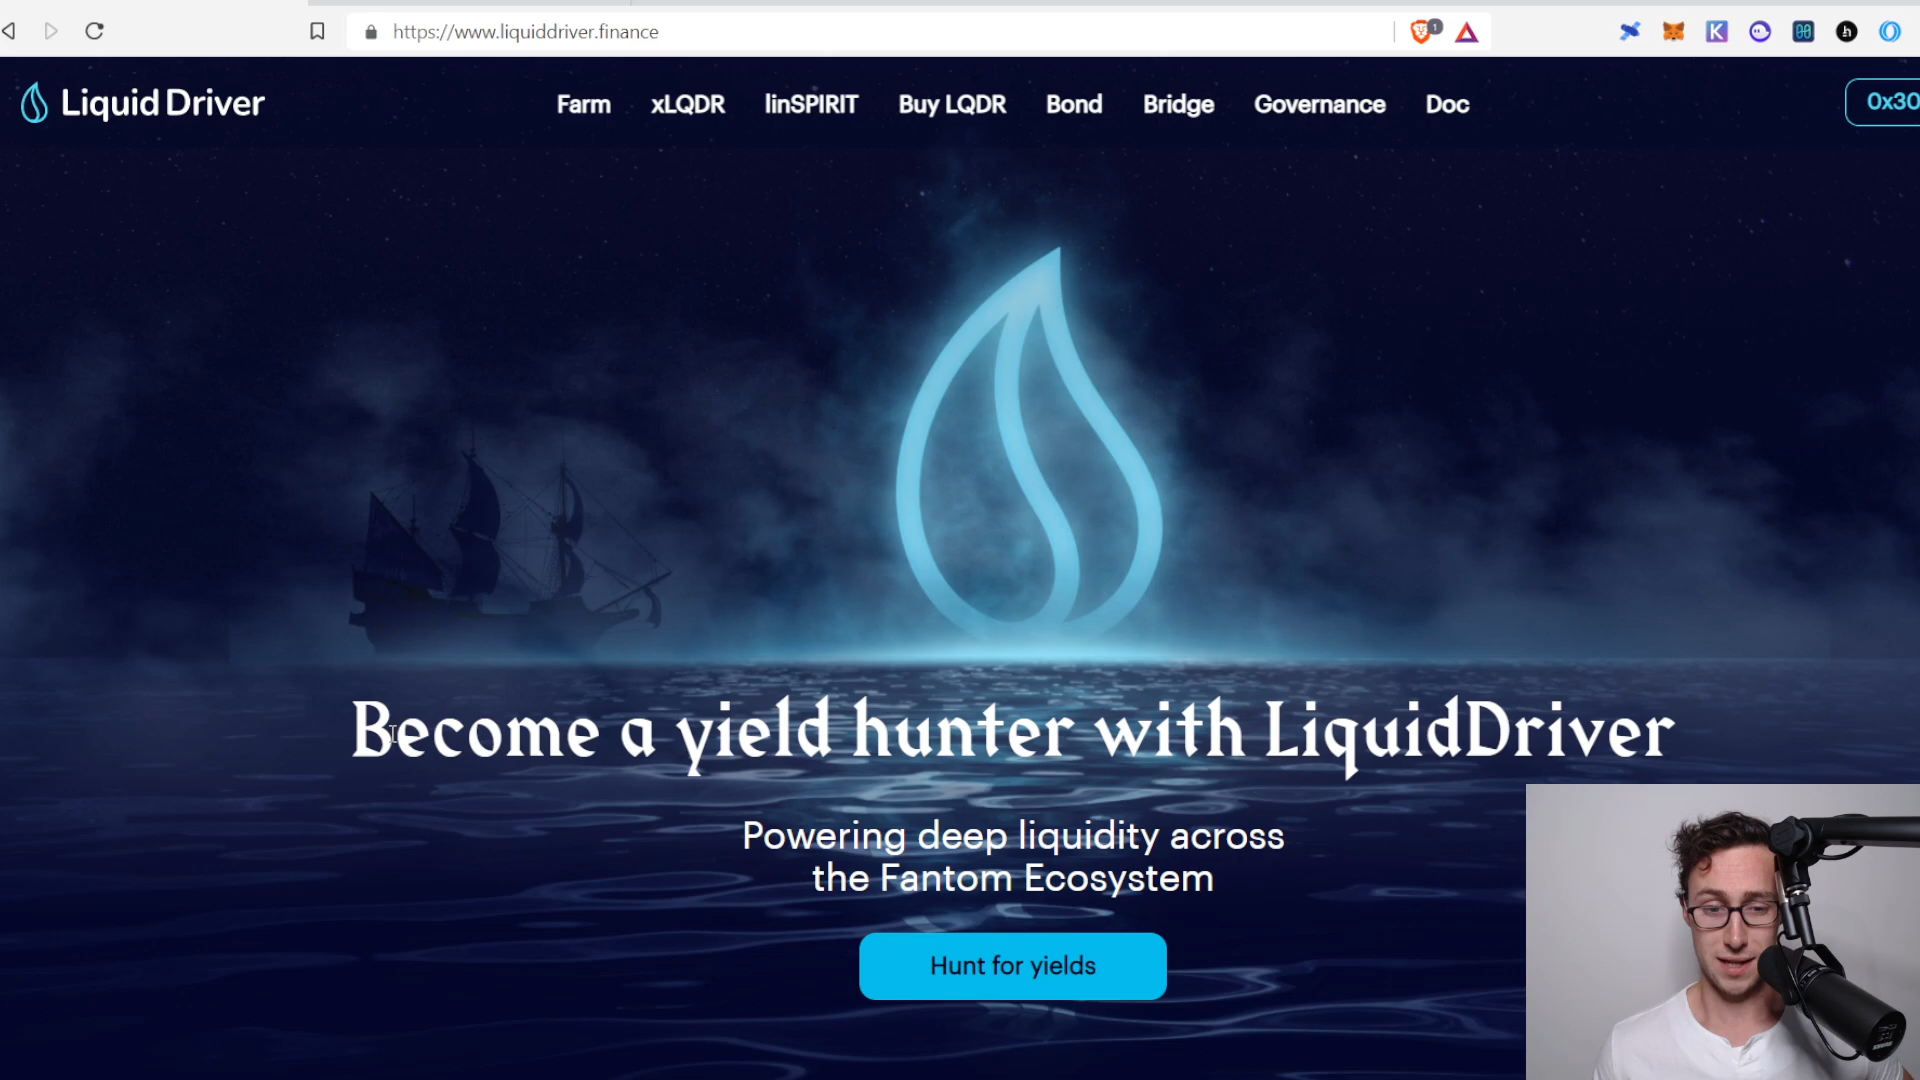 https://www.liquiddriver.finance
1
K
h
Liquid Driver
Farm
xLQDR
linSPIRIT
Buy LQDR
Bond
Bridge
Governance
Doc
0x30
Become a yield hunter with LiquidDriver
Powering deep liquidity across
the Fantom Ecosystem
Hunt for yields